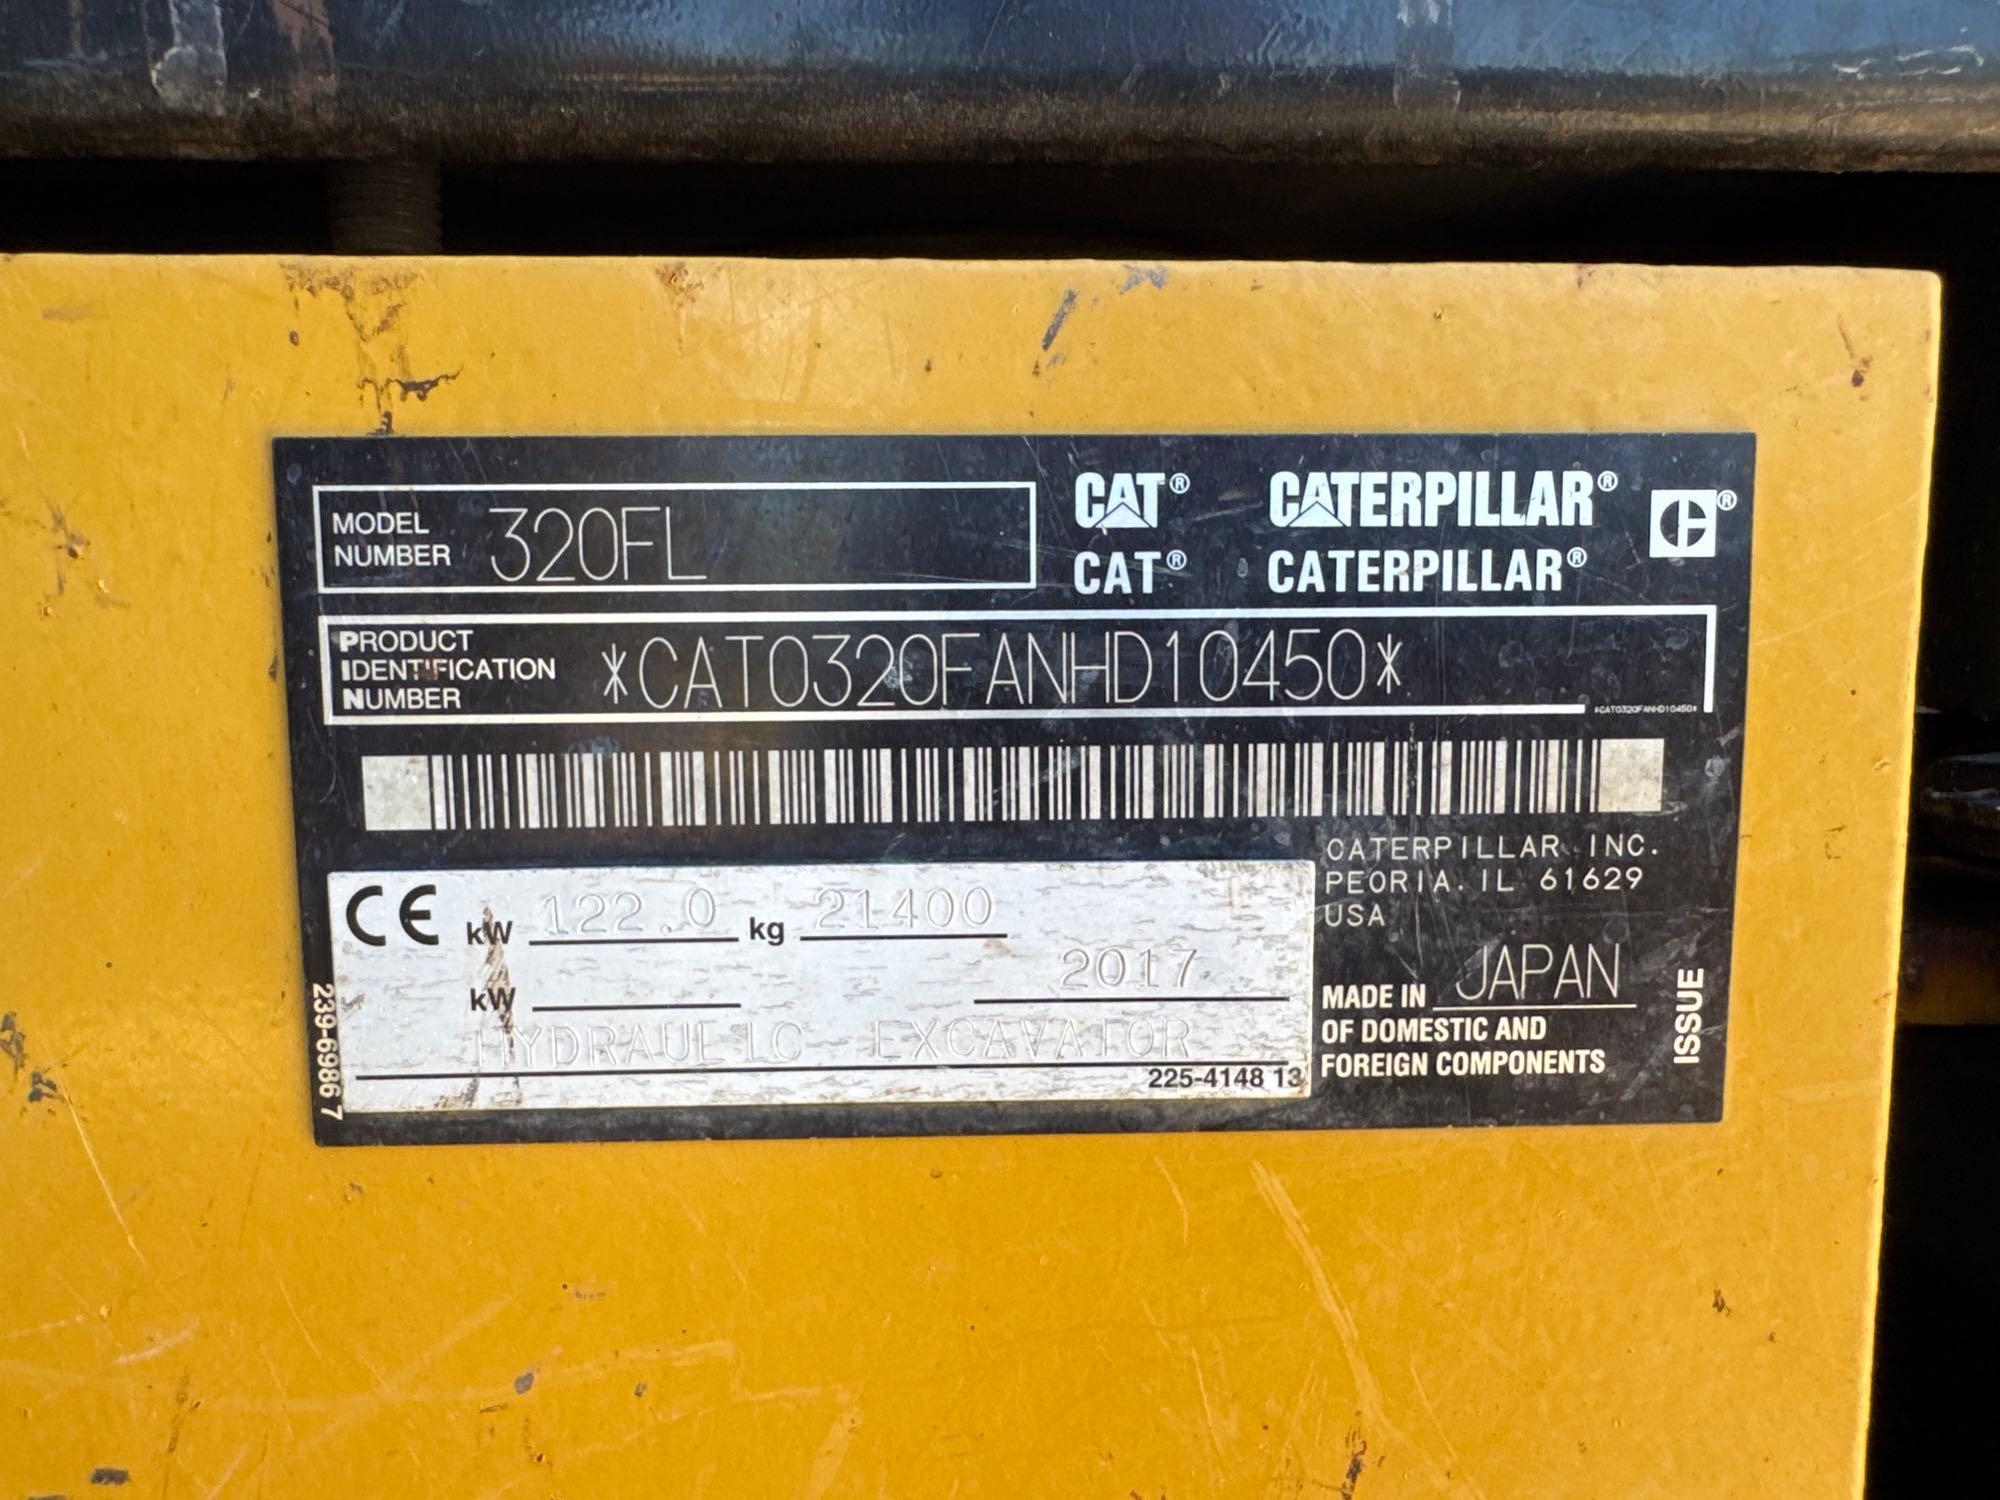 MODEL NUMBER 320FL
CAT® CATERPILLAR® ®
CAT® CATERPILLAR®
PRODUCT IDENTIFICATION NUMBER *CAT0320FANHD10450*
*CAT0320FANHD10450*
CE kW 122.0 kg 21400
kW 2017
HYDRAULIC EXCAVATOR
225-4148 13
239-6986 7
CATERPILLAR INC.
PEORIA. IL 61629
USA
MADE IN JAPAN
OF DOMESTIC AND
FOREIGN COMPONENTS
ISSUE